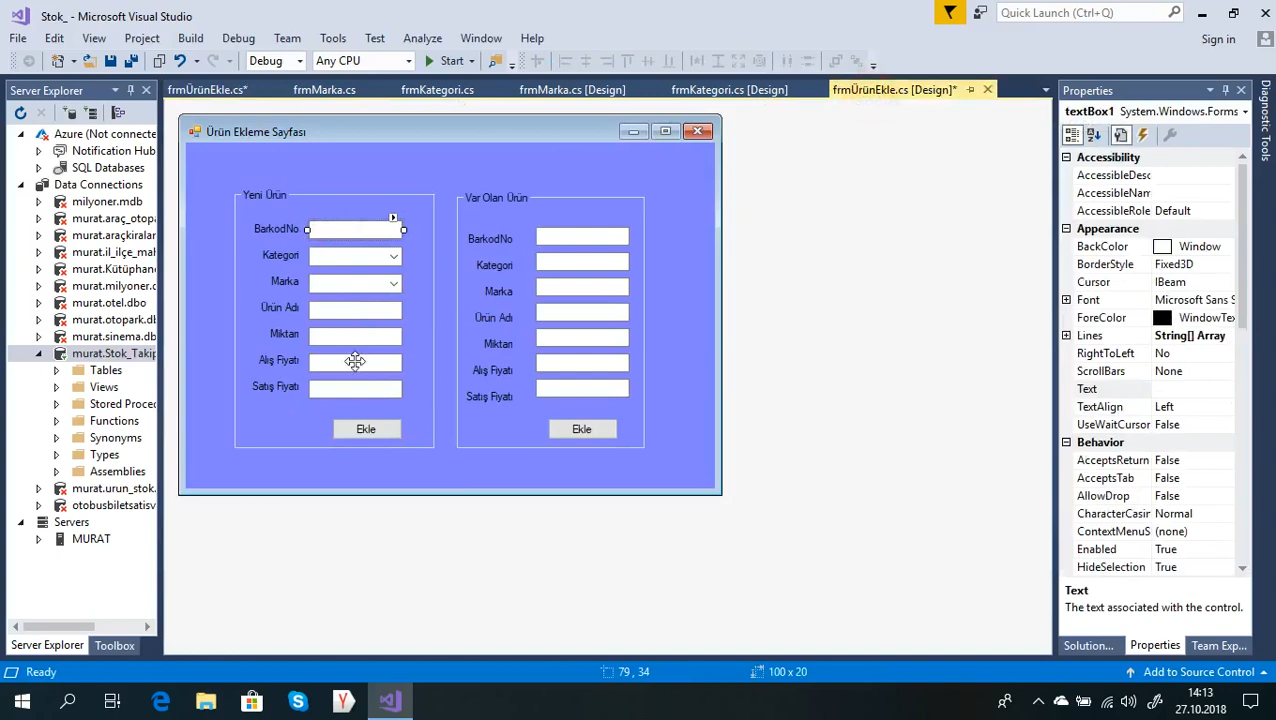 Stok_ - Microsoft Visual Studio
Quick Launch (Ctrl+Q)
File Edit View Project Build Debug Team Tools Test Analyze Window Help
Sign in
Debug Any CPU Start
Server Explorer
frmÜrünEkle.cs* frmMarka.cs frmKategori.cs frmMarka.cs [Design] frmKategori.cs [Design] frmÜrünEkle.cs [Design]*
Properties
Diagnostic Tools
Azure (Not connecte
Notification Hub
SQL Databases
Data Connections
milyoner.mdb
murat.araç_otopa
murat.araçkiralar
murat.il_ilçe_mah
murat.Kütüphane
murat.milyoner.d
murat.otel.dbo
murat.otopark.db
murat.sinema.db
murat.Stok_Takip
Tables
Views
Stored Proce
Functions
Synonyms
Types
Assemblies
murat.urun_stok.
otobusbiletsatisv
Servers
MURAT
Server Explorer Toolbox
Ürün Ekleme Sayfası
Yeni Ürün
BarkodNo
Kategori
Marka
Ürün Adı
Miktarı
Alış Fiyatı
Satış Fiyatı
Ekle
Var Olan Ürün
BarkodNo
Kategori
Marka
Ürün Adı
Miktarı
Alış Fiyatı
Satış Fiyatı
Ekle
textBox1 System.Windows.Forms
Accessibility
AccessibleDesc
AccessibleNam
AccessibleRole Default
Appearance
BackColor Window
BorderStyle Fixed3D
Cursor IBeam
Font Microsoft Sans S
ForeColor WindowText
Lines String[] Array
RightToLeft No
ScrollBars None
Text
TextAlign Left
UseWaitCursor False
Behavior
AcceptsReturn False
AcceptsTab False
AllowDrop False
CharacterCasin Normal
ContextMenuS (none)
Enabled True
HideSelection True
Text
The text associated with the control.
Solution... Properties Team Exp...
Ready
79 , 34
100 x 20
Add to Source Control
14:13
27.10.2018